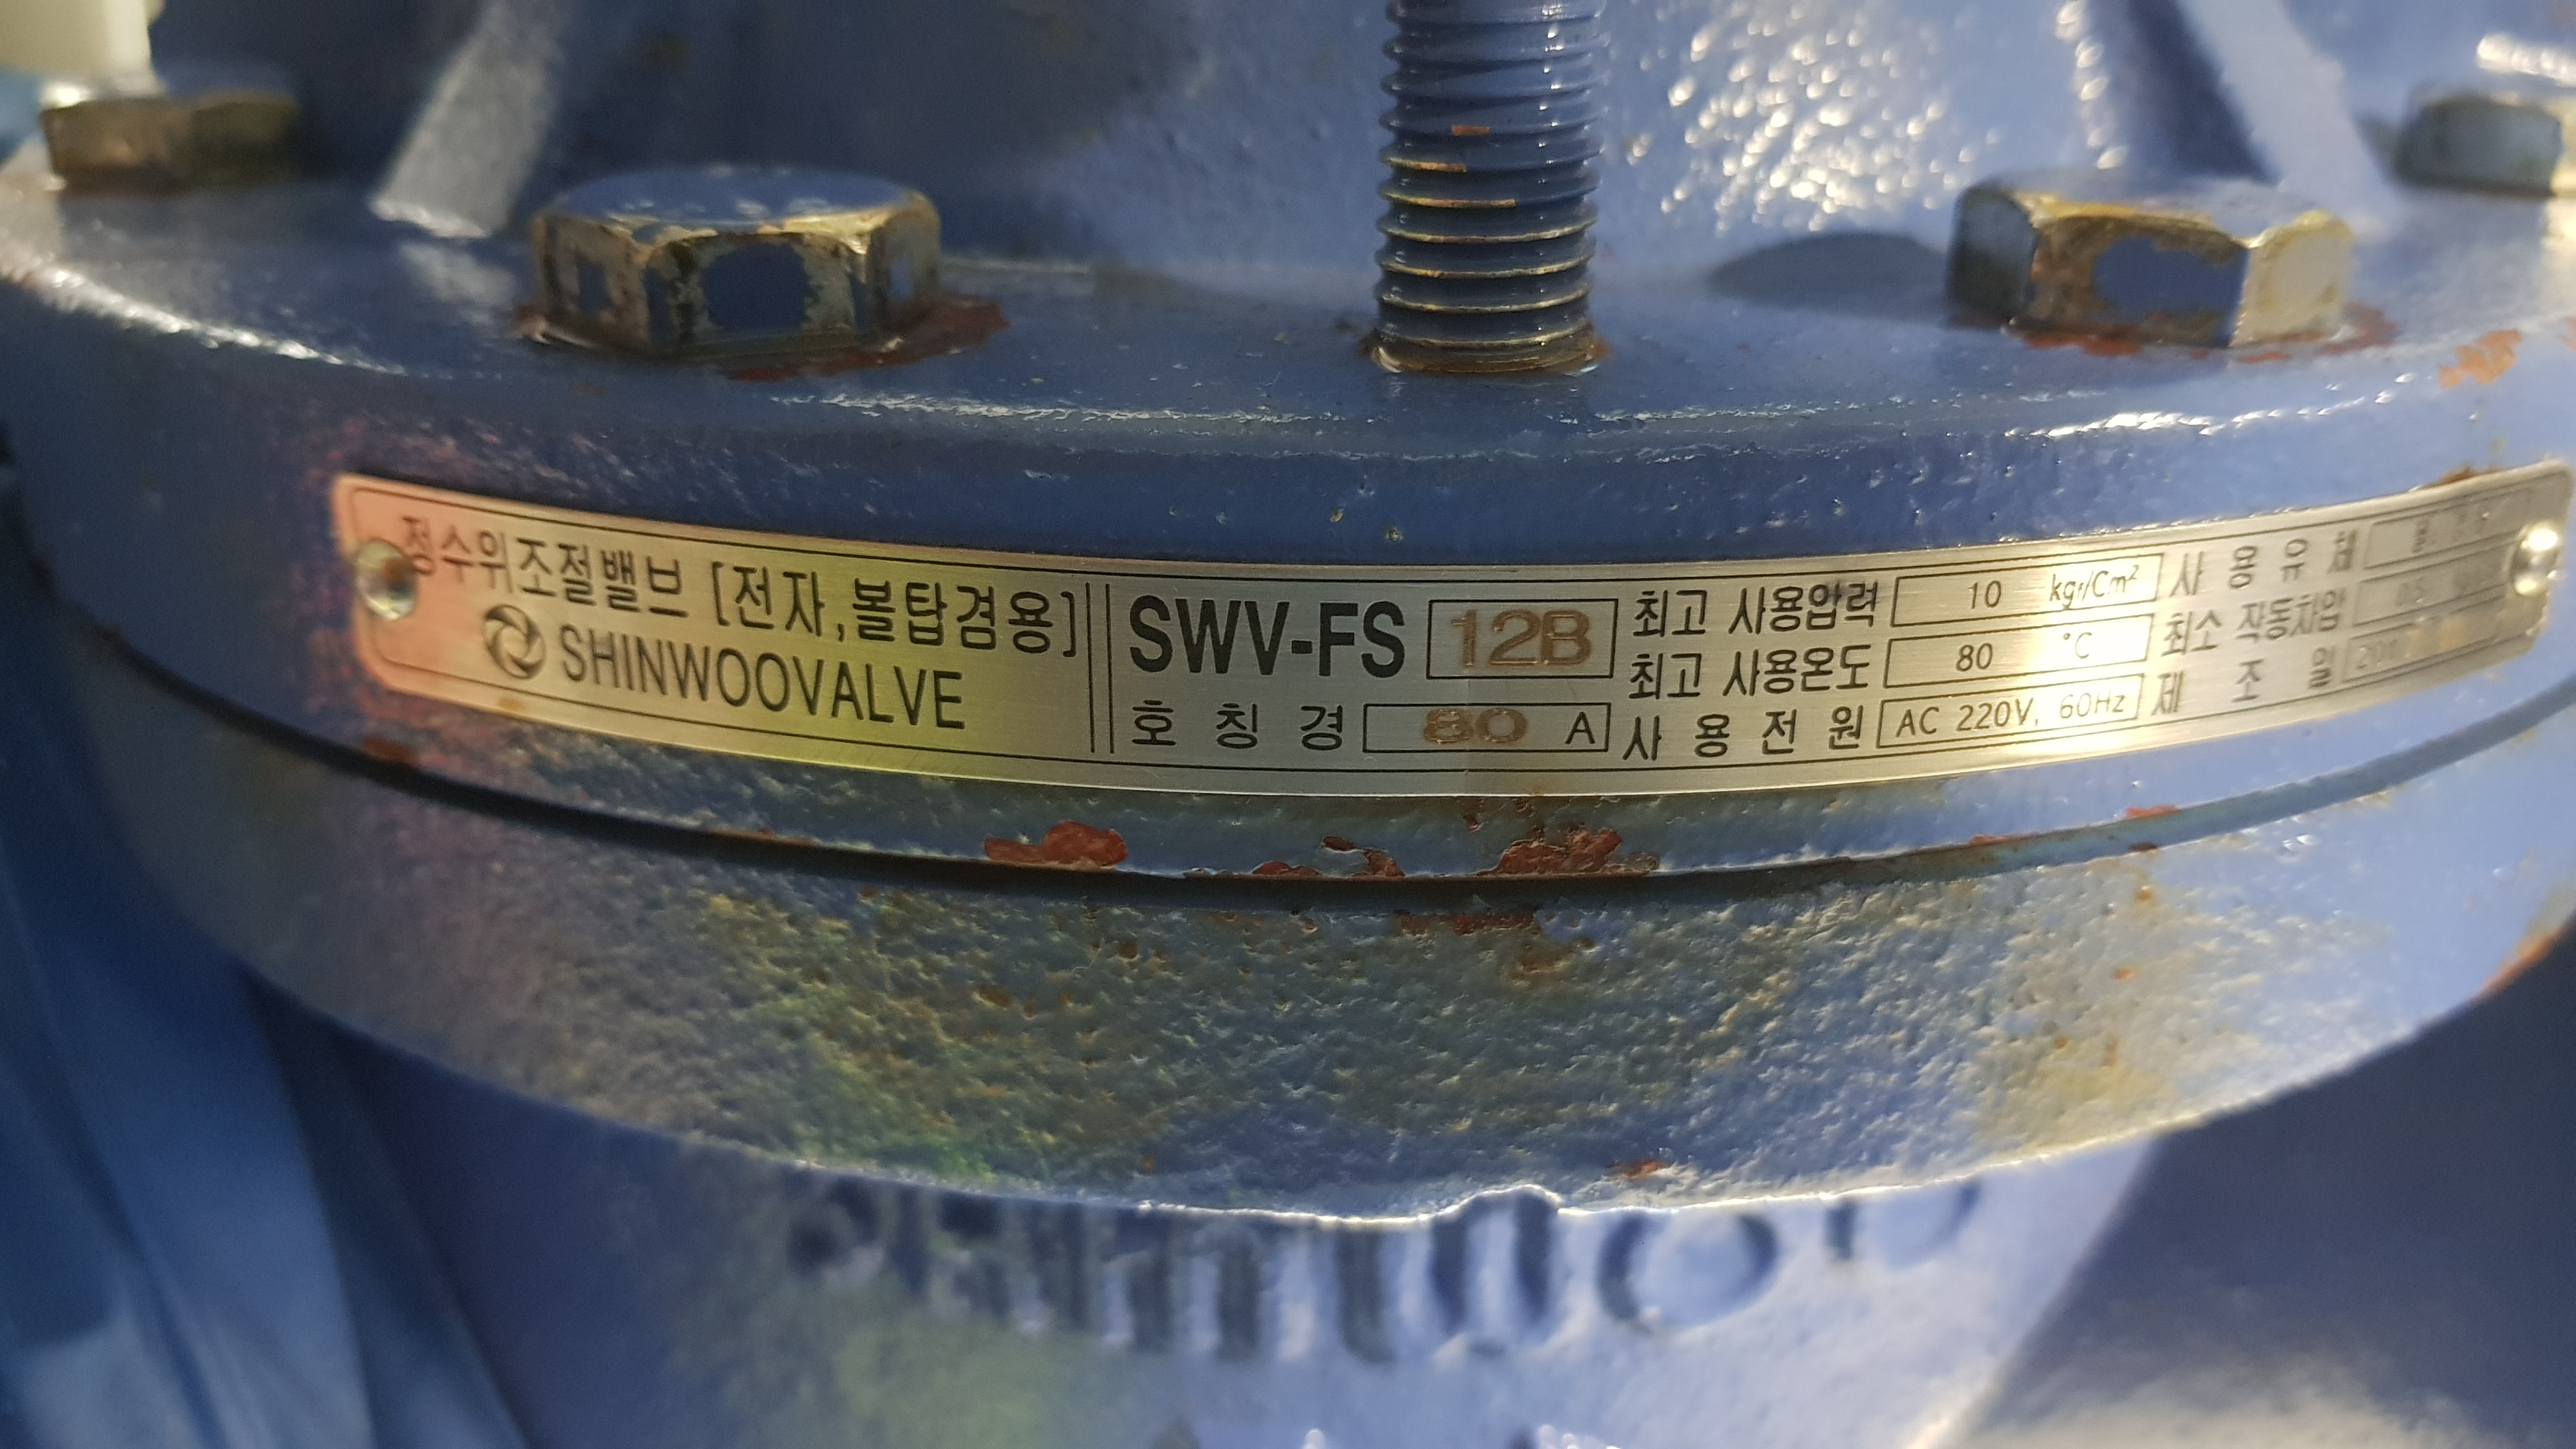 정수위조절밸브 [전자,볼탑겸용]
SHINWOOVALVE
SWV-FS 12B
호 칭 경 80 A
최고 사용압력 10 kgf/Cm²
최고 사용온도 80 °C
사 용 전 원 AC 220V, 60Hz
사 용 유 체
최소 작동차압
제 조 일